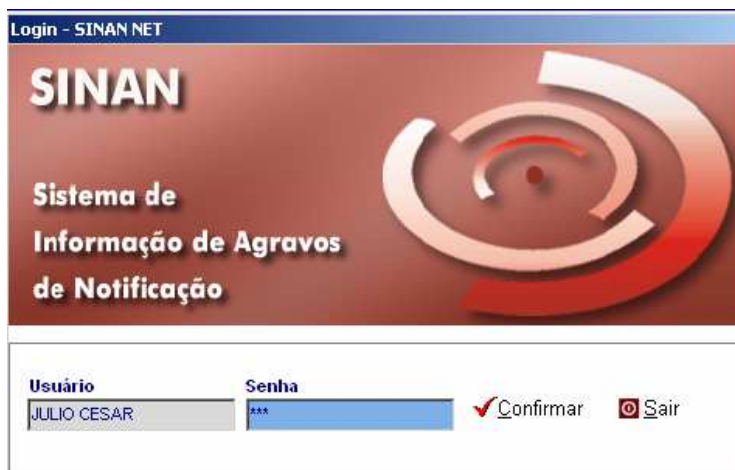 Login - SINAN NET
SINAN
Sistema de
Informação de Agravos
de Notificação
Usuário Senha
JULIO CESAR *** Confirmar Sair